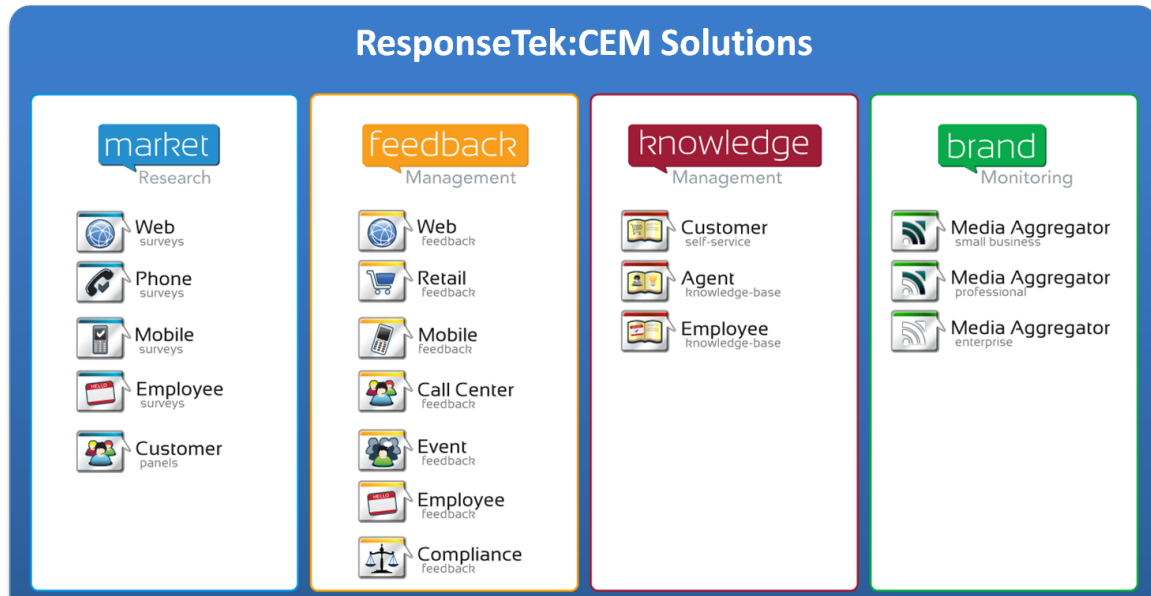 ResponseTek:CEM Solutions
market
Research
Web
surveys
Phone
surveys
Mobile
surveys
HELLO
Employee
surveys
Customer
panels
feedback
Management
Web
feedback
Retail
feedback
Mobile
feedback
Call Center
feedback
Event
feedback
HELLO
Employee
feedback
Compliance
feedback
knowledge
Management
Customer
self-service
Agent
knowledge-base
Employee
knowledge-base
brand
Monitoring
Media Aggregator
small business
Media Aggregator
professional
Media Aggregator
enterprise